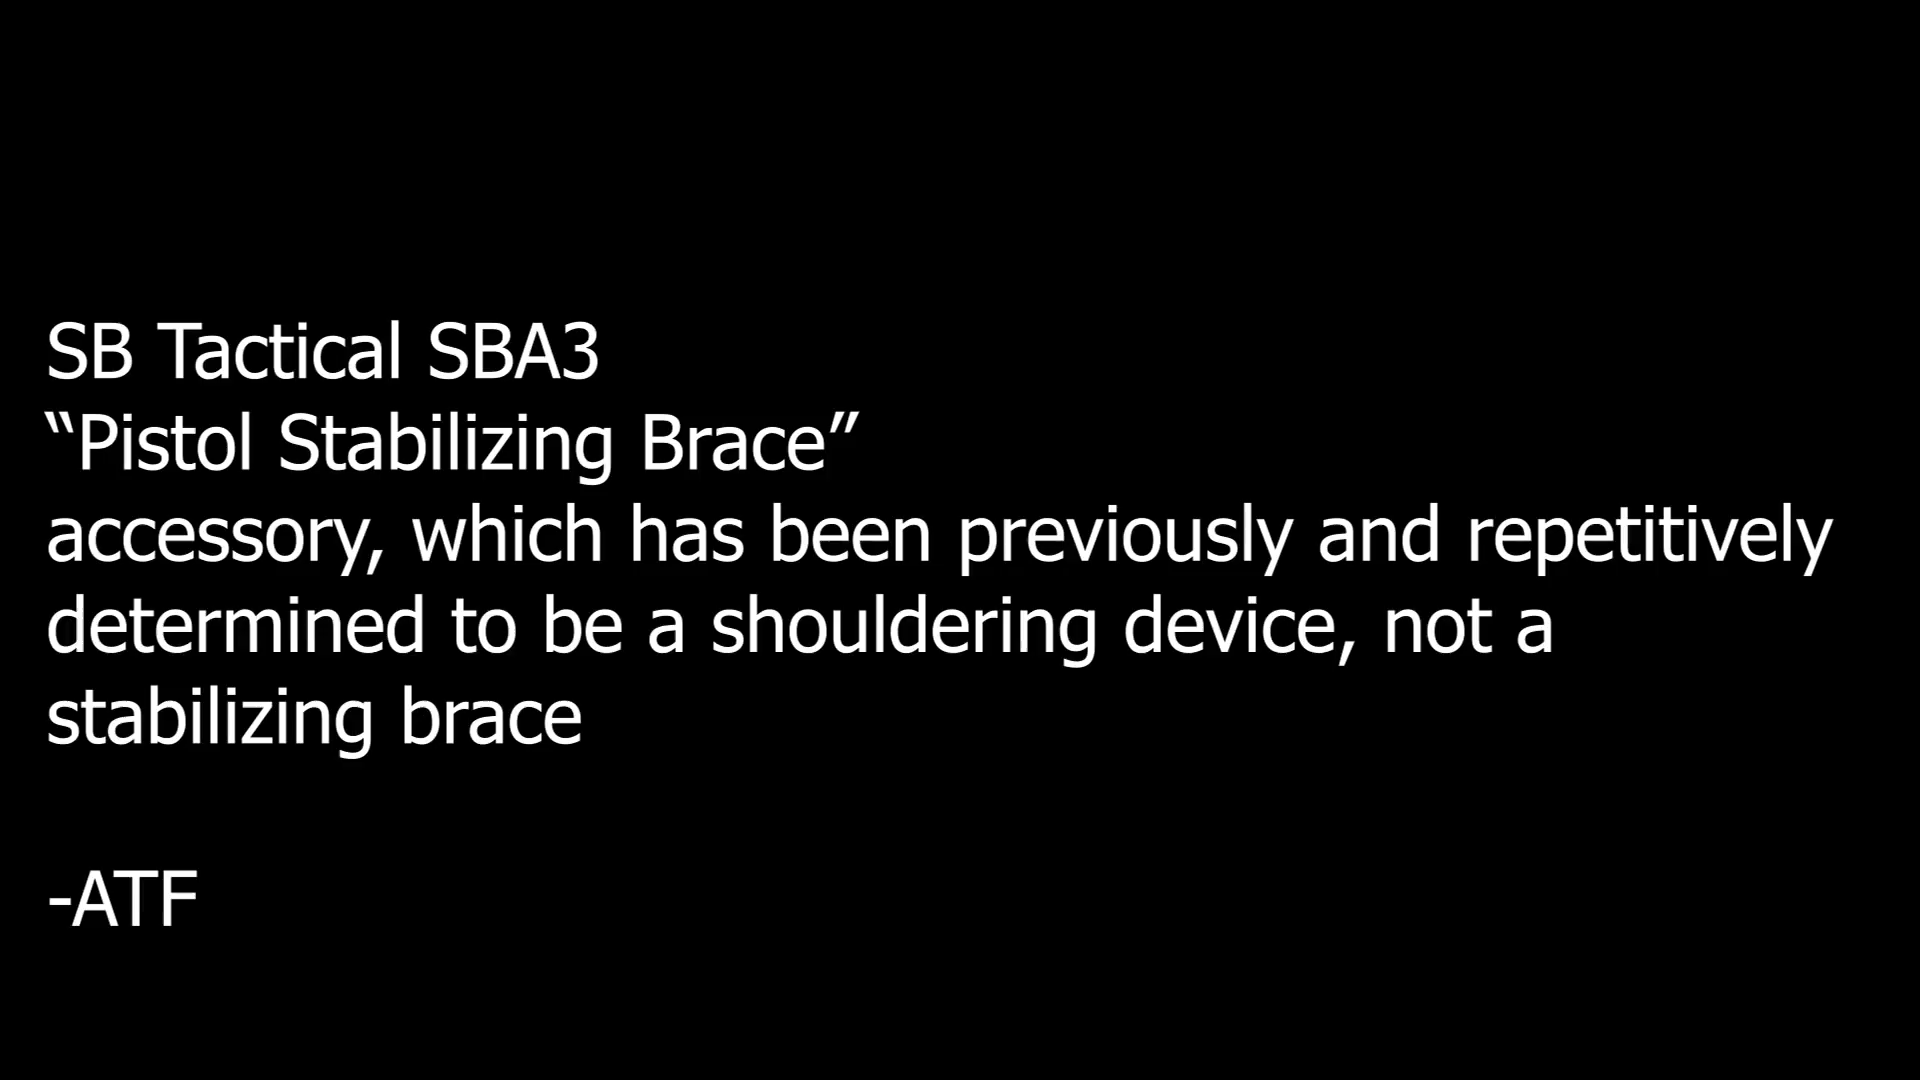 SB Tactical SBA3
“Pistol Stabilizing Brace”
accessory, which has been previously and repetitively
determined to be a shouldering device, not a
stabilizing brace
-ATF